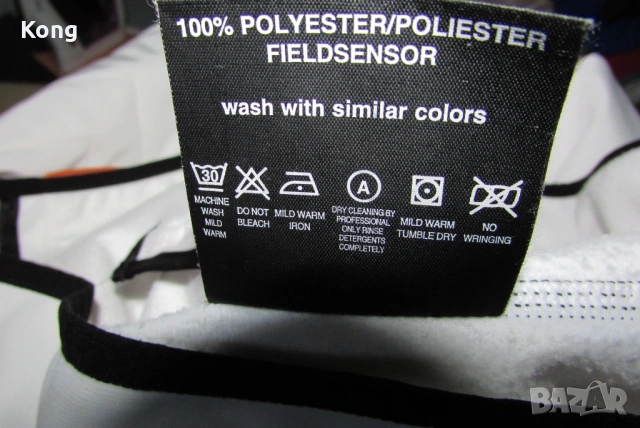 Kong
100% POLYESTER/POLIESTER
FIELDSENSOR
wash with similar colors
30
A
MACHINE
WASH
MILD
WARM
DO NOT
BLEACH
MILD WARM
IRON
DRY CLEANING BY
PROFESSIONAL
ONLY RINSE
DETERGENTS
COMPLETELY
MILD WARM
TUMBLE DRY
NO
WRINGING
BAZAR